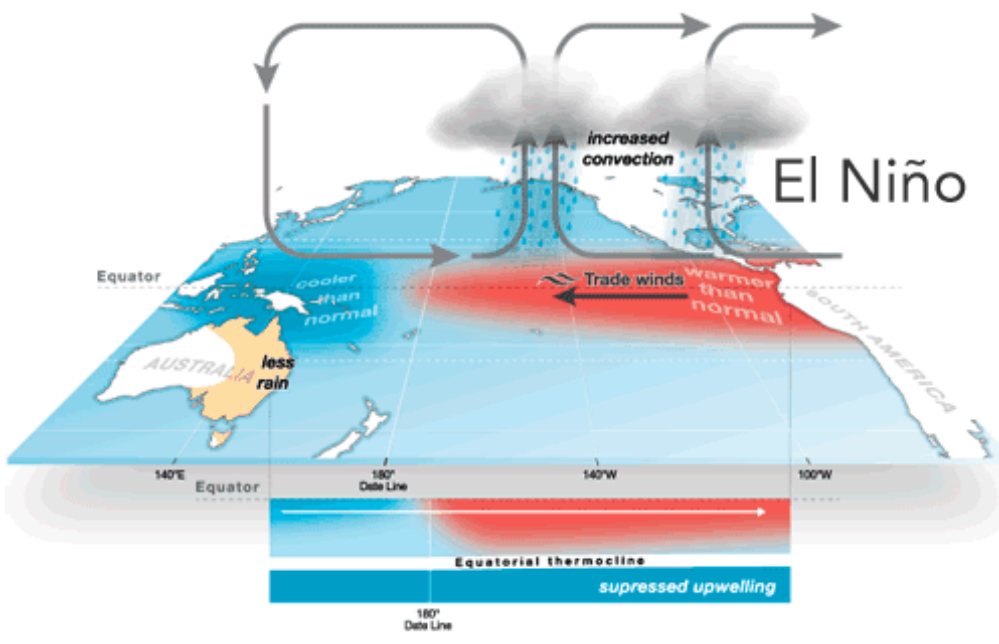 increased
convection
El Niño
Equator
cooler
than
normal
Trade winds
warmer
than
normal
SOUTH AMERICA
AUSTRALIA
less
rain
140°E
180°
Date Line
140°W
100°W
Equator
Equatorial thermocline
supressed upwelling
180°
Date Line